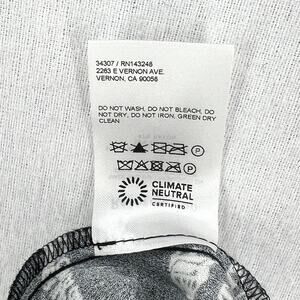 34307 / RN143248
2263 E VERNON AVE.
VERNON, CA 90058
DO NOT WASH, DO NOT BLEACH, DO
NOT DRY, DO NOT IRON, GREEN DRY
CLEAN
P
P
CLIMATE
NEUTRAL
CERTIFIED